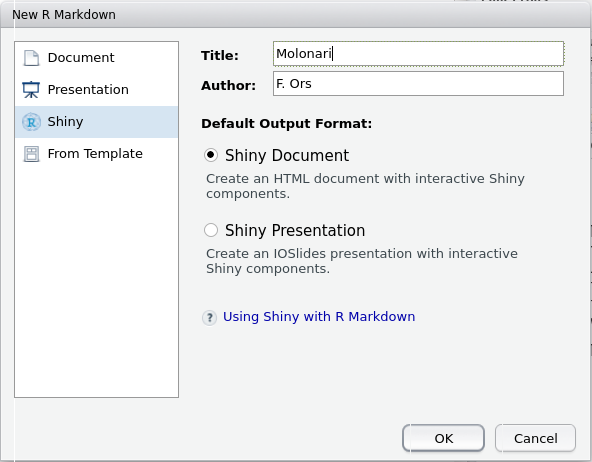 New R Markdown
Document
Presentation
Shiny
From Template
Title: Molonari
Author: F. Ors
Default Output Format:
Shiny Document
Create an HTML document with interactive Shiny
components.
Shiny Presentation
Create an IOSlides presentation with interactive
Shiny components.
? Using Shiny with R Markdown
OK Cancel